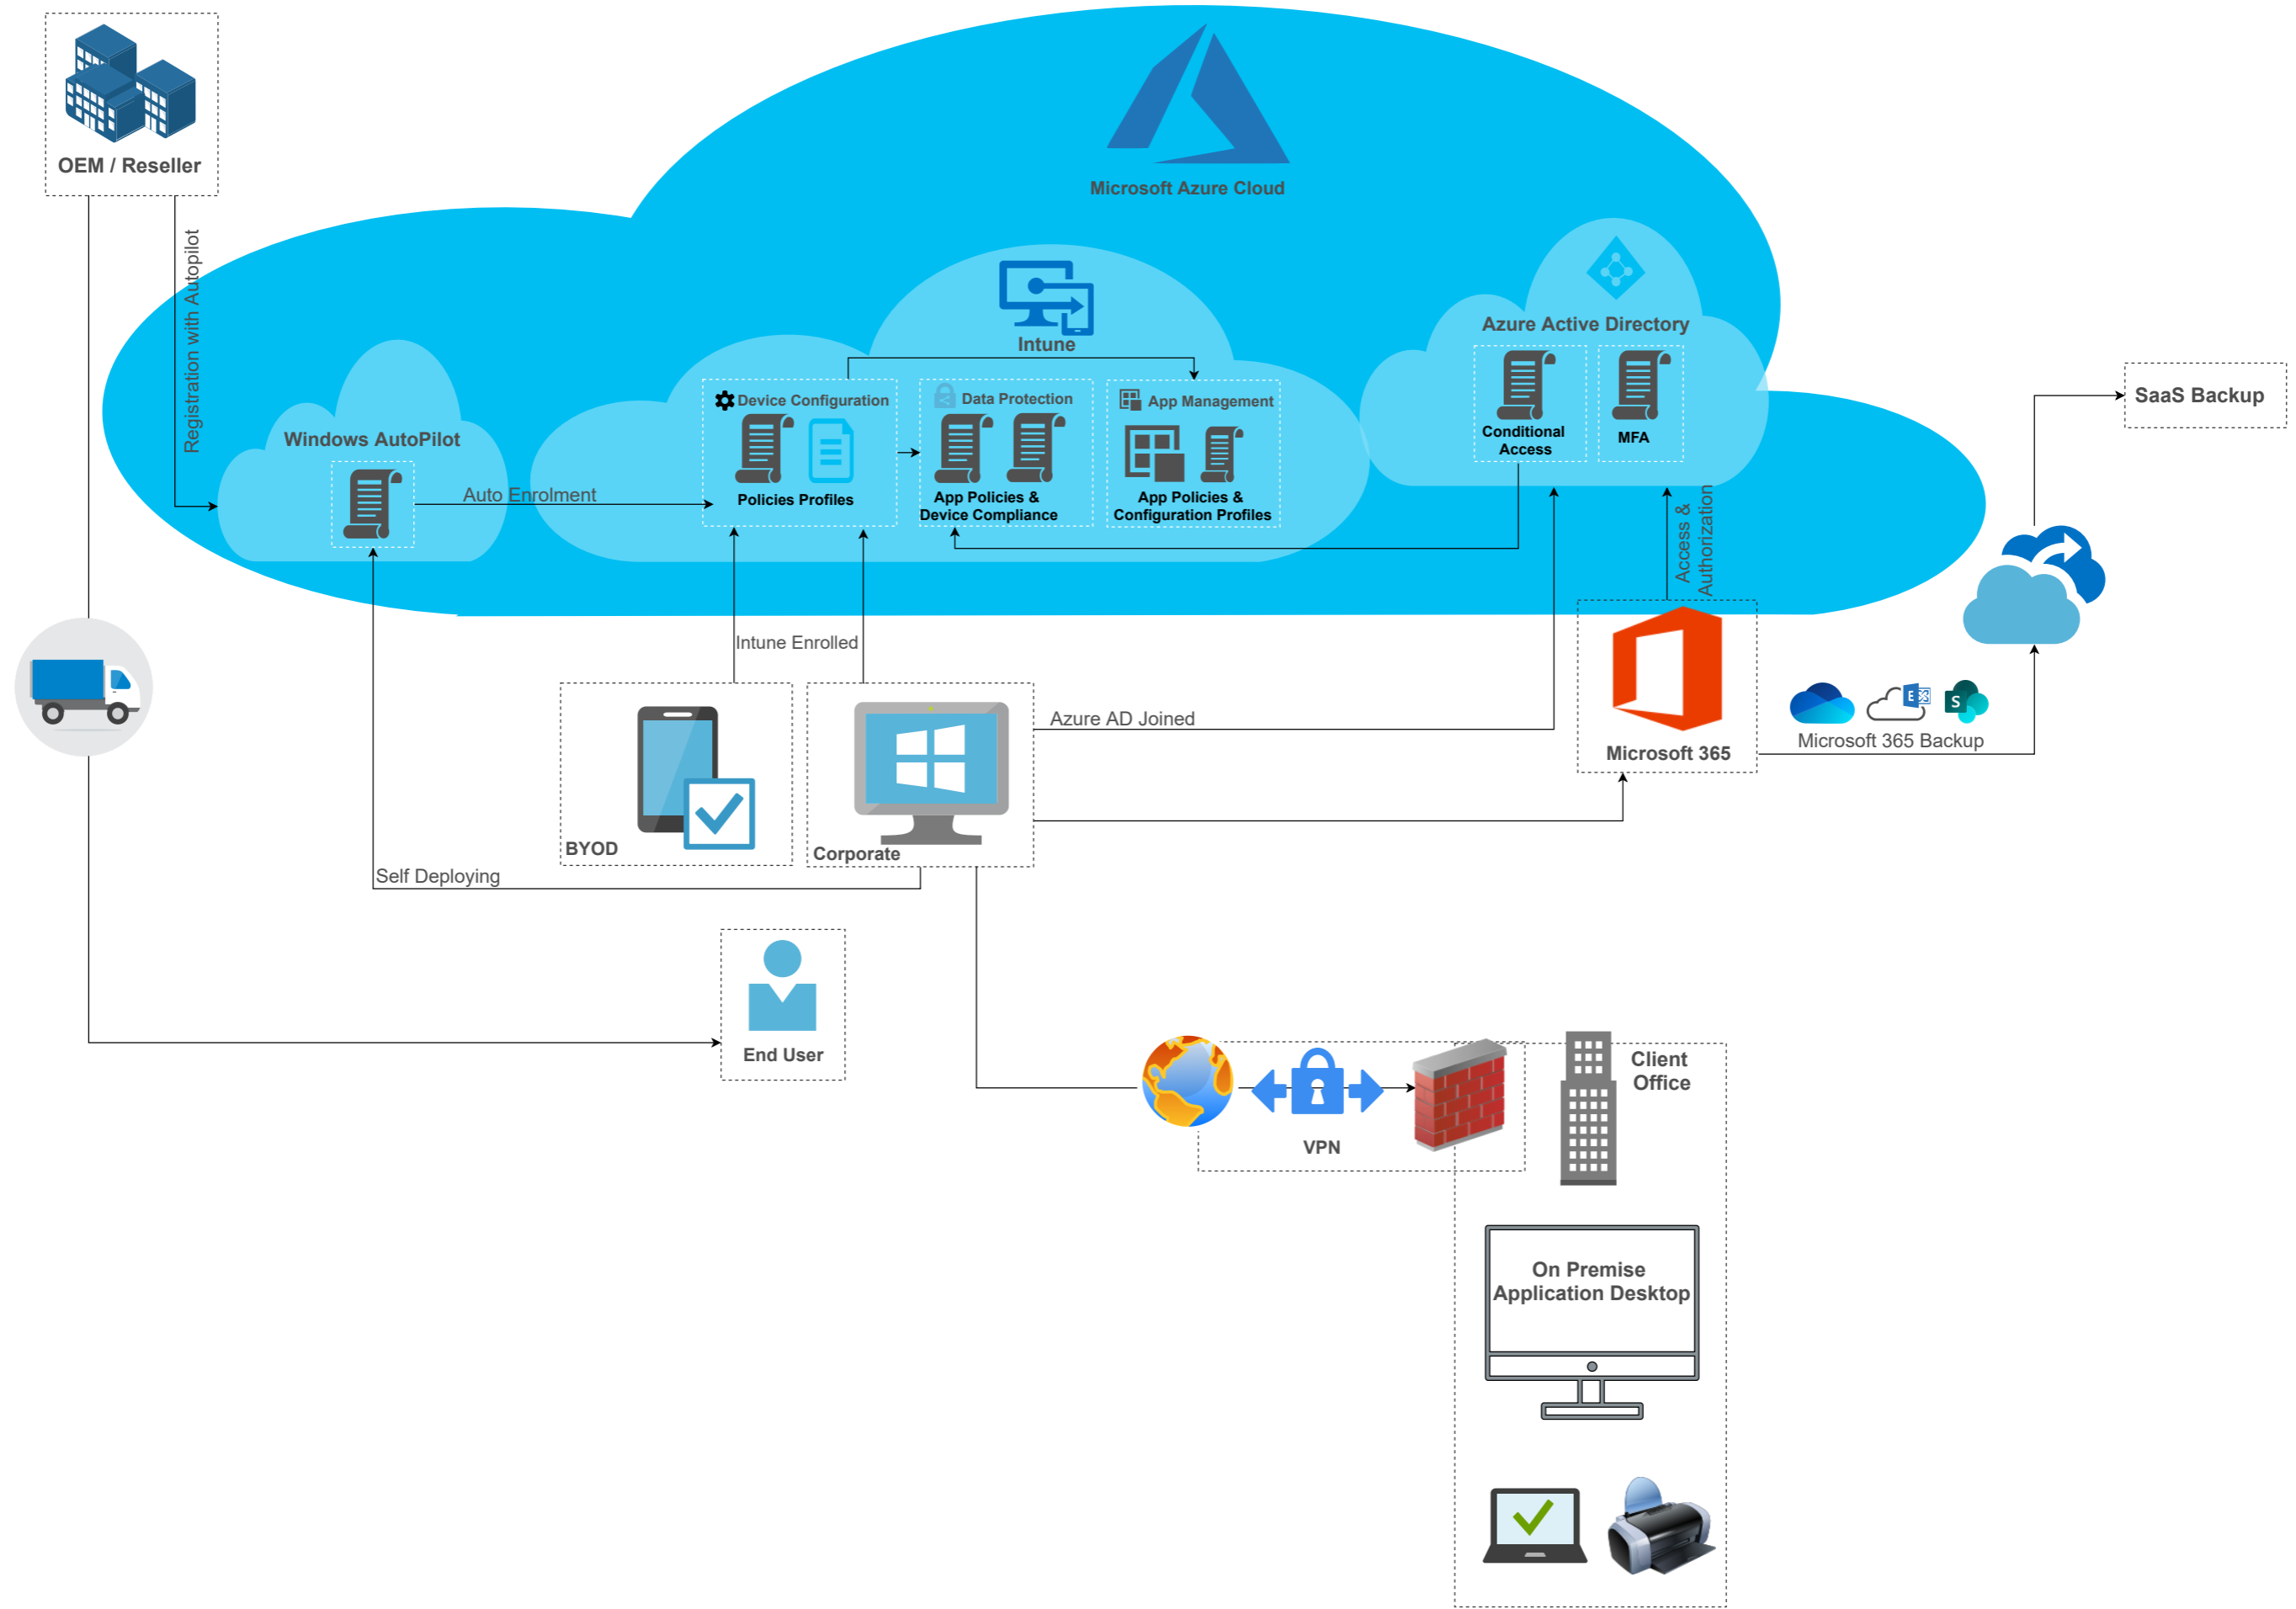 OEM / Reseller
Microsoft Azure Cloud
Registration with Autopilot
Windows AutoPilot
Auto Enrolment
Intune
Device Configuration
Policies Profiles
Data Protection
App Policies &
Device Compliance
App Management
App Policies &
Configuration Profiles
Azure Active Directory
Conditional
Access
MFA
Access &
Authorization
SaaS Backup
Intune Enrolled
BYOD
Corporate
Azure AD Joined
Microsoft 365
E
S
Microsoft 365 Backup
Self Deploying
End User
VPN
Client
Office
On Premise
Application Desktop